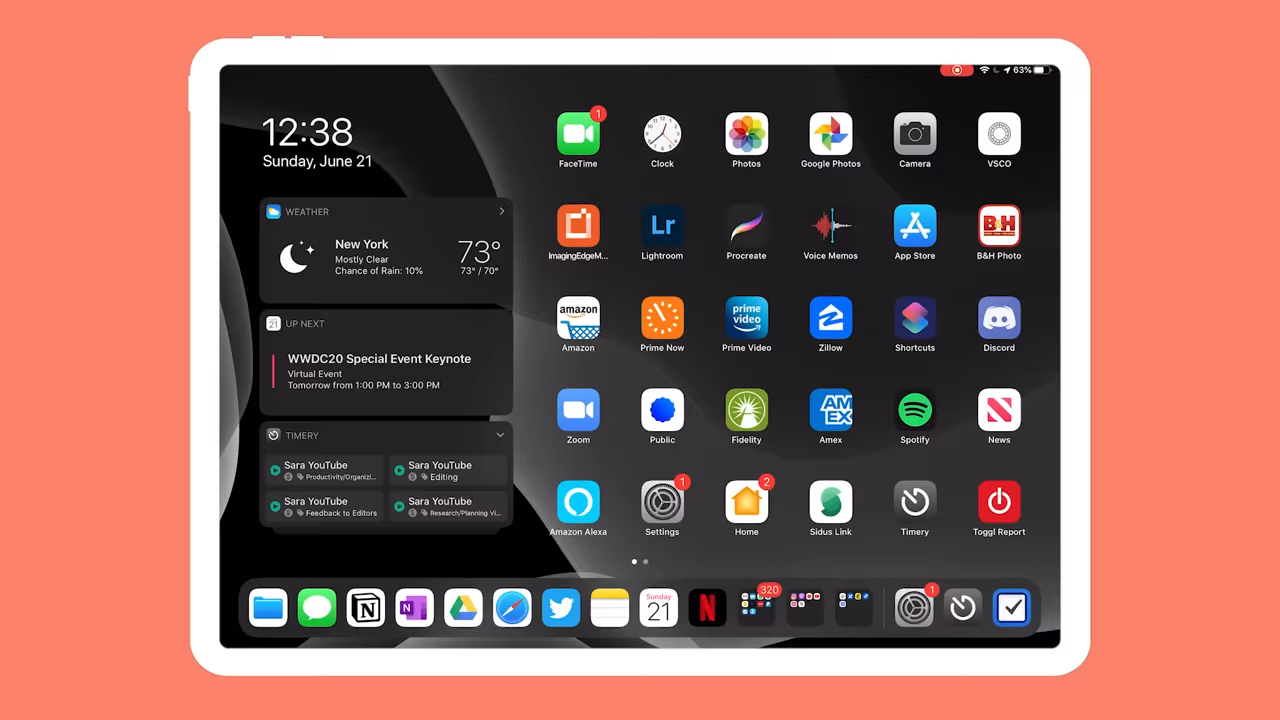 63%
12:38
Sunday, June 21
WEATHER
New York
Mostly Clear
Chance of Rain: 10%
73°
73° / 70°
21 UP NEXT
WWDC20 Special Event Keynote
Virtual Event
Tomorrow from 1:00 PM to 3:00 PM
TIMERY
Sara YouTube
$ Productivity/Organizi...
Sara YouTube
$ Editing
Sara YouTube
$ Feedback to Editors
Sara YouTube
$ Research/Planning Vi...
1
FaceTime
Clock
Photos
Google Photos
Camera
VSCO
Lr
B&H
ImagingEdgeM...
Lightroom
Procreate
Voice Memos
App Store
B&H Photo
amazon
prime video
Amazon
Prime Now
Prime Video
Zillow
Shortcuts
Discord
AM
EX
Zoom
Public
Fidelity
Amex
Spotify
News
1
2
Amazon Alexa
Settings
Home
Sidus Link
Timery
Toggl Report
N
N
Sunday
21
N
320
1